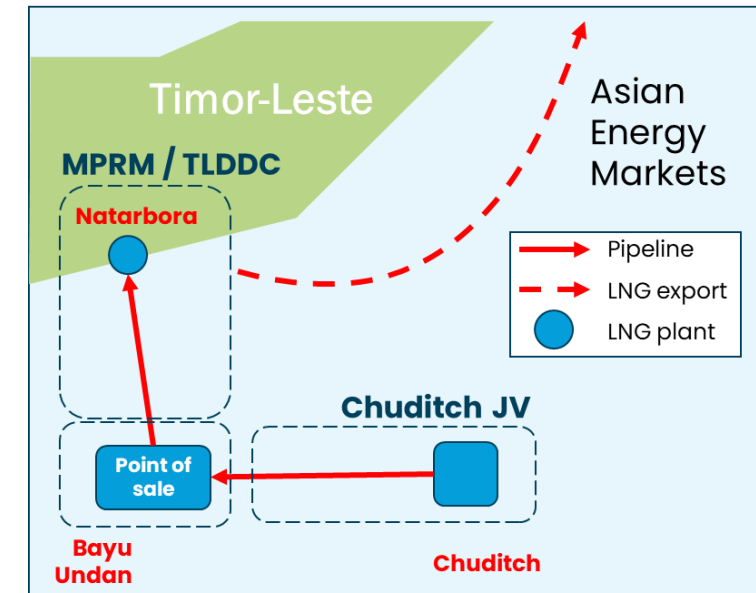 Timor-Leste
Asian
Energy
Markets
MPRM / TLDDC
Natarbora
Pipeline
LNG export
LNG plant
Chuditch JV
Point of
sale
Bayu
Undan
Chuditch